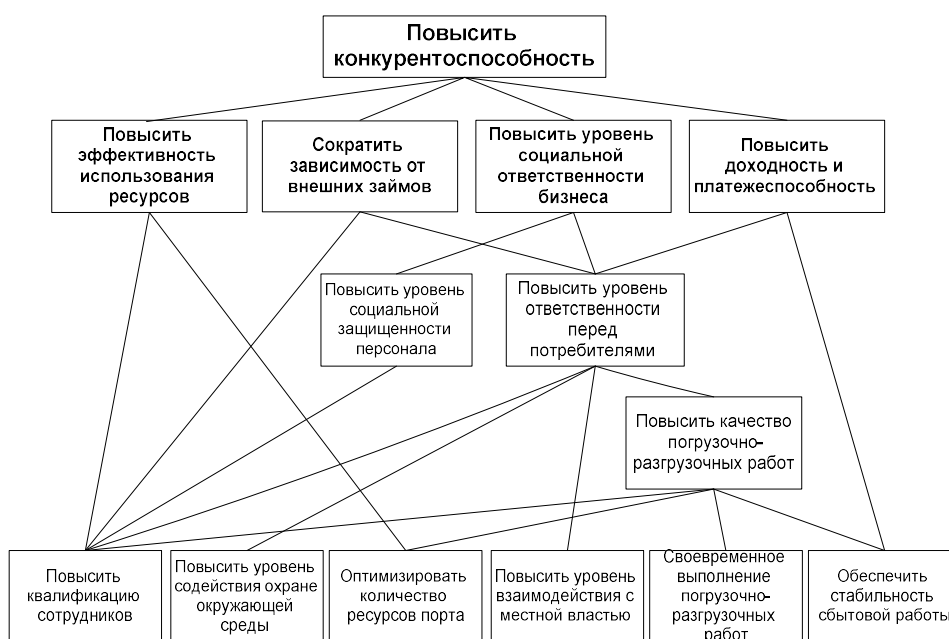 Повысить
конкурентоспособность
Повысить
эффективность
использования
ресурсов
Сократить
зависимость от
внешних займов
Повысить уровень
социальной
ответственности
бизнеса
Повысить
доходность и
платежеспособность
Повысить уровень
социальной
защищенности
персонала
Повысить уровень
ответственности
перед
потребителями
Повысить качество
погрузочно-
разгрузочных работ
Повысить
квалификацию
сотрудников
Повысить уровень
содействия охране
окружающей
среды
Оптимизировать
количество
ресурсов порта
Повысить уровень
взаимодействия с
местной властью
Своевременное
выполнение
погрузочно-
разгрузочных
работ
Обеспечить
стабильность
сбытовой работы